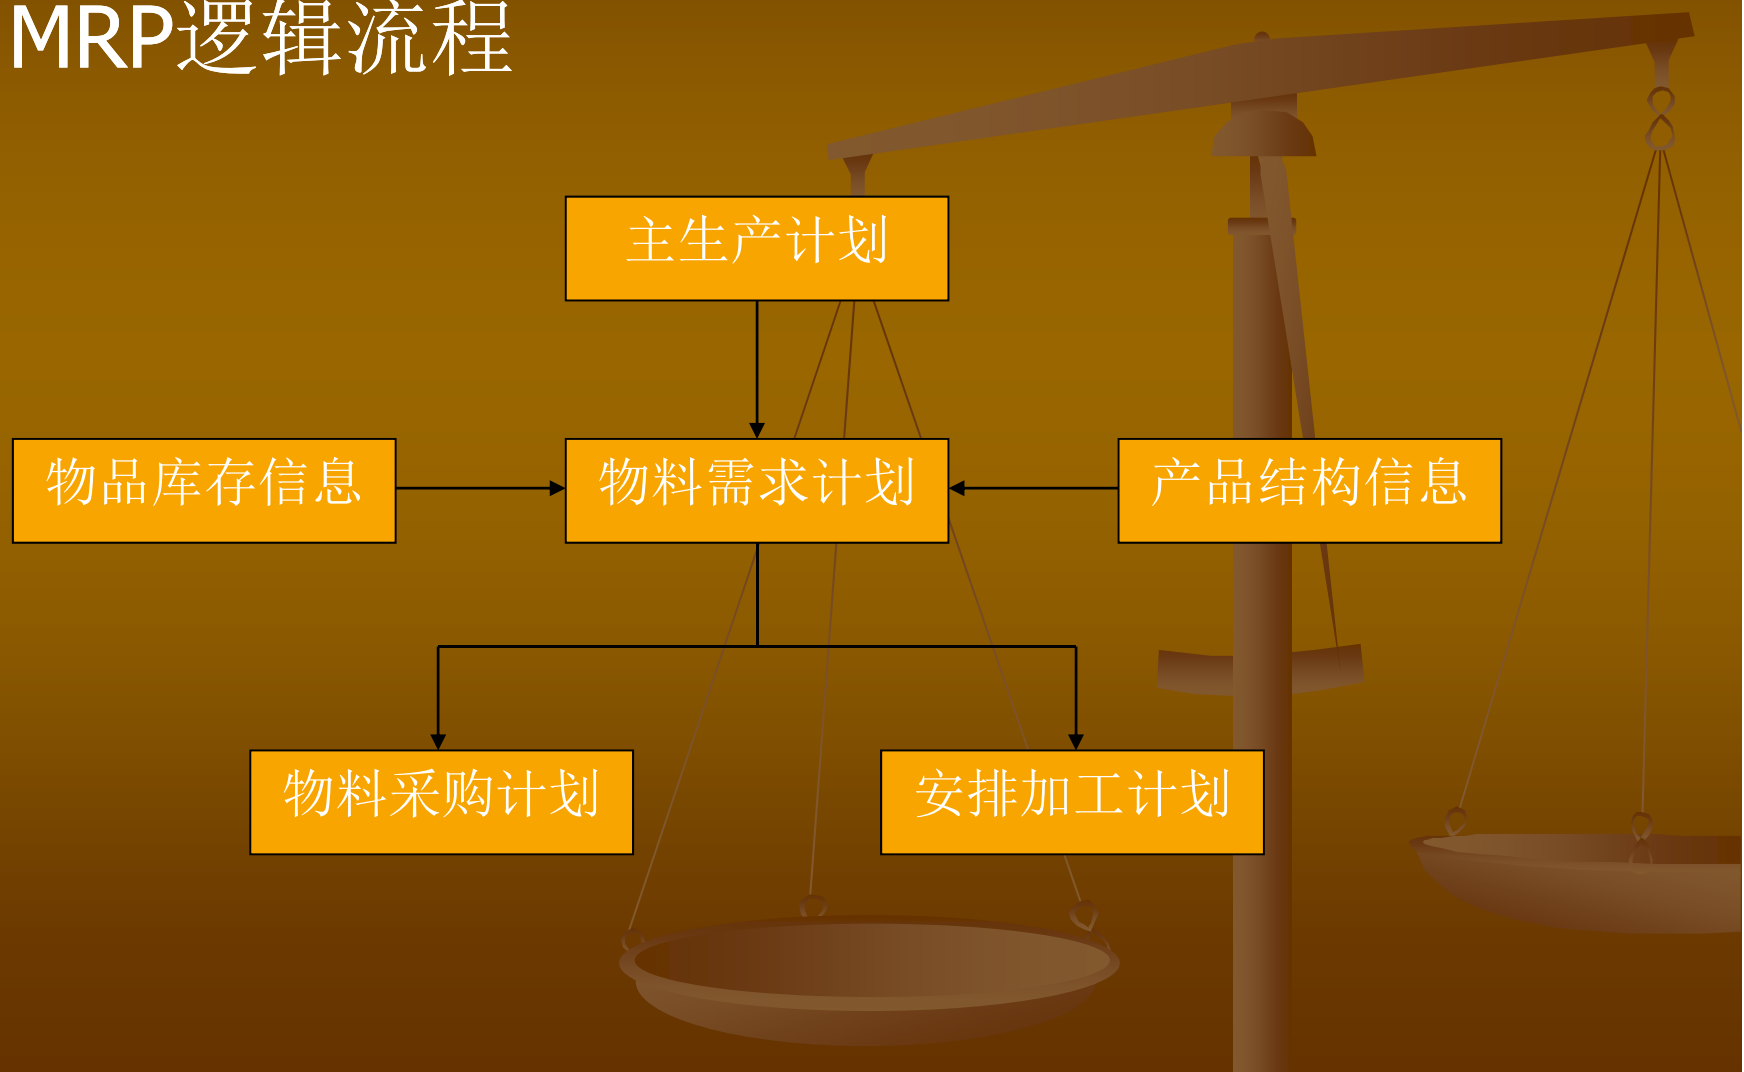 MRP逻辑流程
主生产计划
物品库存信息
物料需求计划
产品结构信息
物料采购计划
安排加工计划